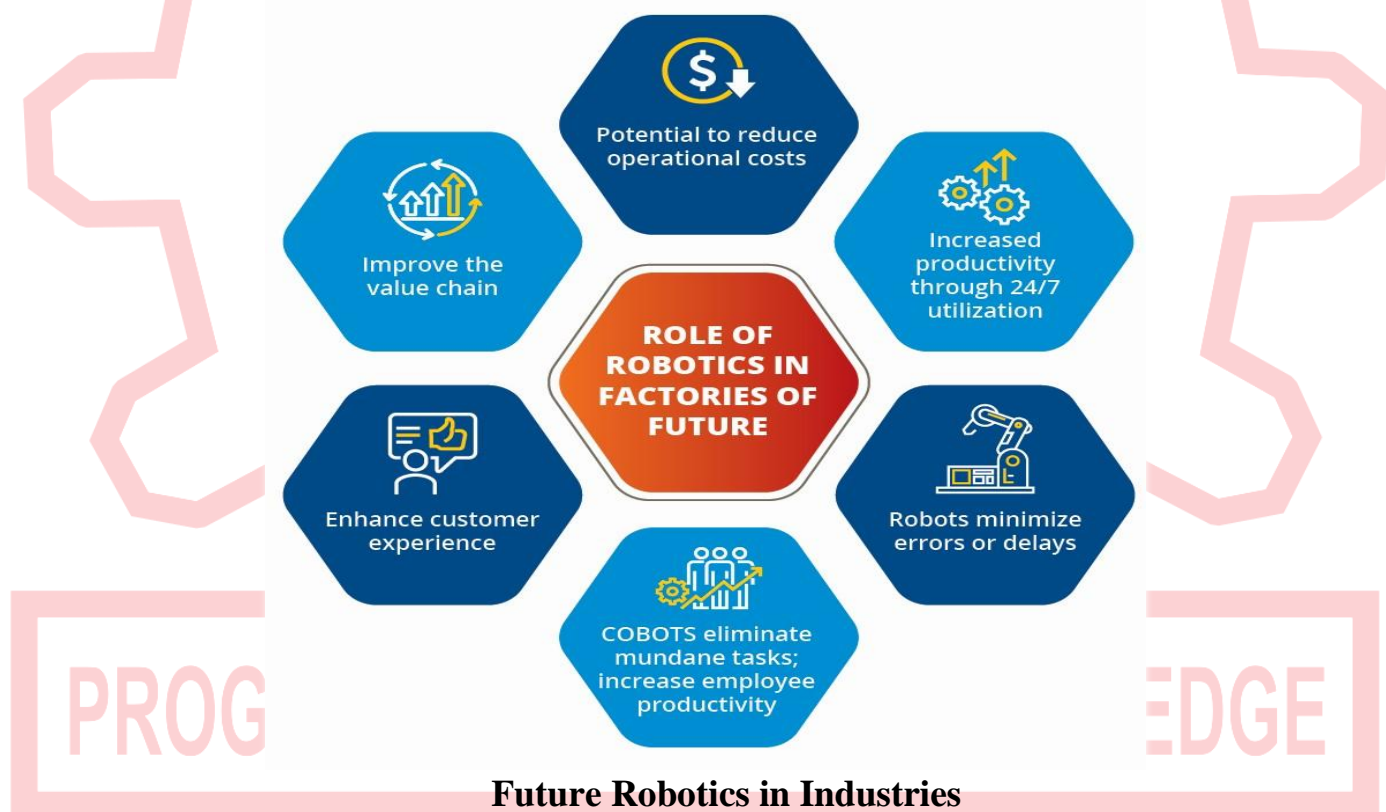 Potential to reduce
operational costs
Improve the
value chain
Increased
productivity
through 24/7
utilization
ROLE OF
ROBOTICS IN
FACTORIES OF
FUTURE
Enhance customer
experience
Robots minimize
errors or delays
COBOTS eliminate
mundane tasks;
increase employee
productivity
Future Robotics in Industries